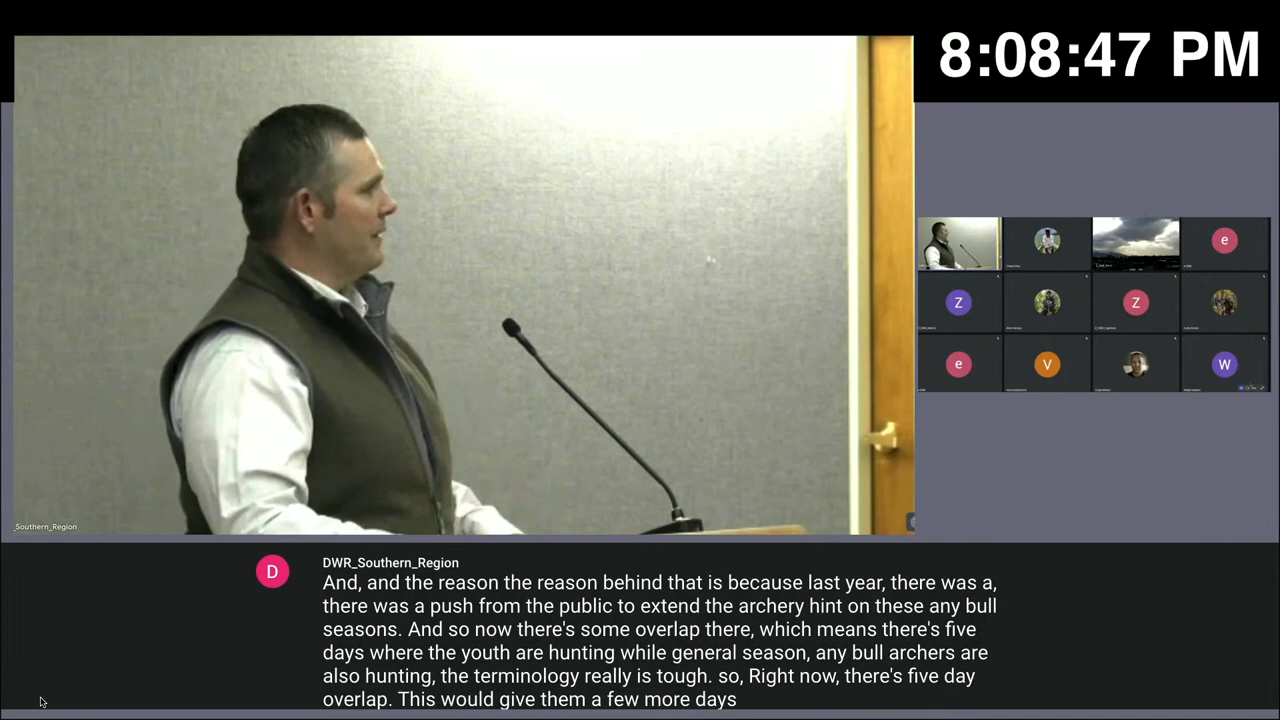 8:08:47 PM
_Southern_Region
e
Z
Z
e
V
W
D
DWR_Southern_Region
And, and the reason the reason behind that is because last year, there was a,
there was a push from the public to extend the archery hint on these any bull
seasons. And so now there's some overlap there, which means there's five
days where the youth are hunting while general season, any bull archers are
also hunting, the terminology really is tough. so, Right now, there's five day
overlap. This would give them a few more days